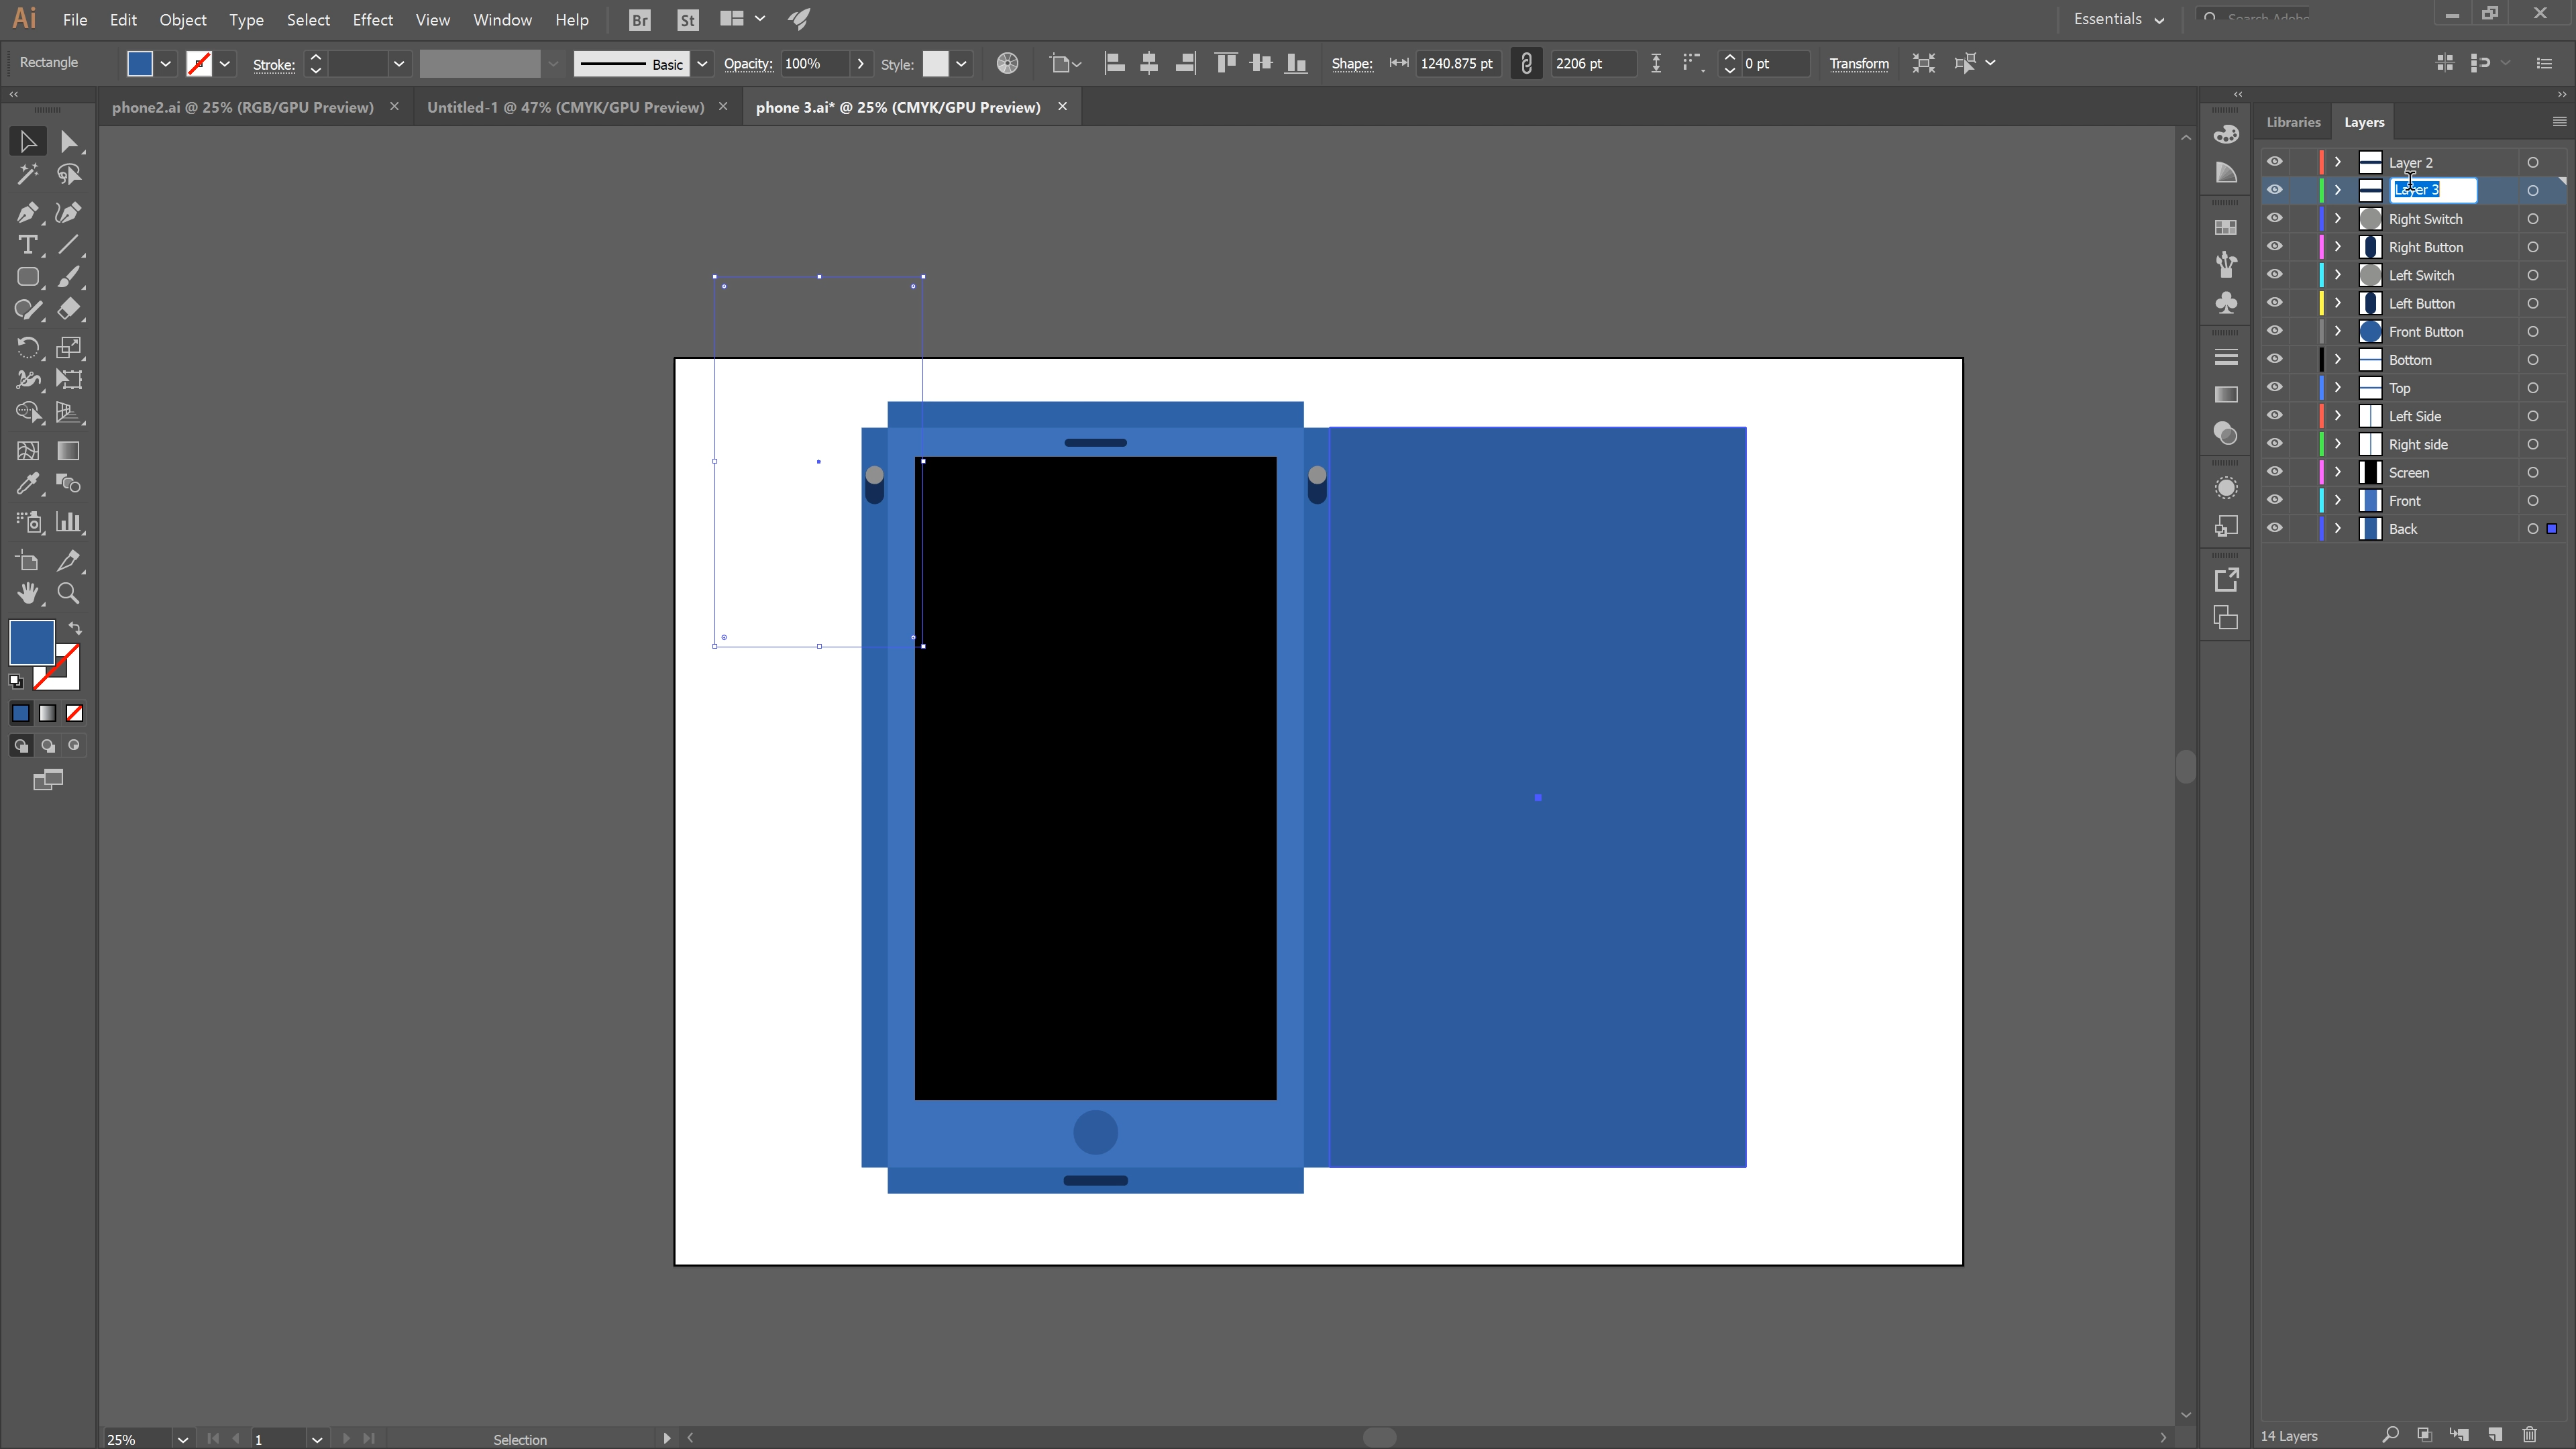 Ai File Edit Object Type Select Effect View Window Help Br St Essentials Search Adobe
Rectangle Stroke: Basic Opacity: 100% Style: Shape: 1240.875 pt 2206 pt 0 pt Transform
phone2.ai @ 25% (RGB/GPU Preview) Untitled-1 @ 47% (CMYK/GPU Preview) phone 3.ai* @ 25% (CMYK/GPU Preview)
Libraries Layers
Layer 2
Layer 3
Right Switch
Right Button
Left Switch
Left Button
Front Button
Bottom
Top
Left Side
Right side
Screen
Front
Back
25% 1 Selection 14 Layers